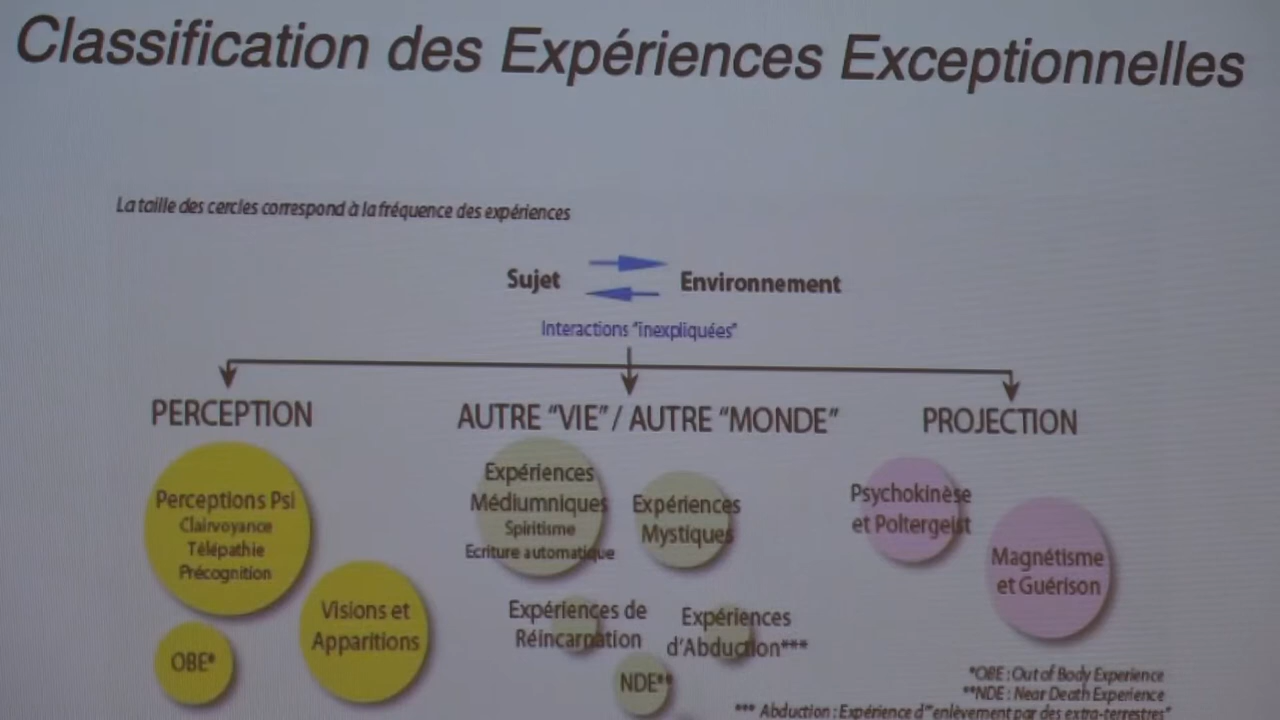 Classification des Expériences Exceptionnelles
La taille des cercles correspond à la fréquence des expériences
Sujet
Environnement
Interactions "inexpliquées"
PERCEPTION
AUTRE "VIE" / AUTRE "MONDE"
PROJECTION
Perceptions Psi
Clairvoyance
Télépathie
Précognition
Visions et
Apparitions
OBE*
Expériences
Médiumniques
Spiritisme
Ecriture automatique
Expériences
Mystiques
Expériences de
Réincarnation
Expériences
d'Abduction***
NDE**
Psychokinèse
et Poltergeist
Magnétisme
et Guérison
*OBE : Out of Body Experience
**NDE : Near Death Experience
*** Abduction : Expérience d'"enlèvement par des extra-terrestres"